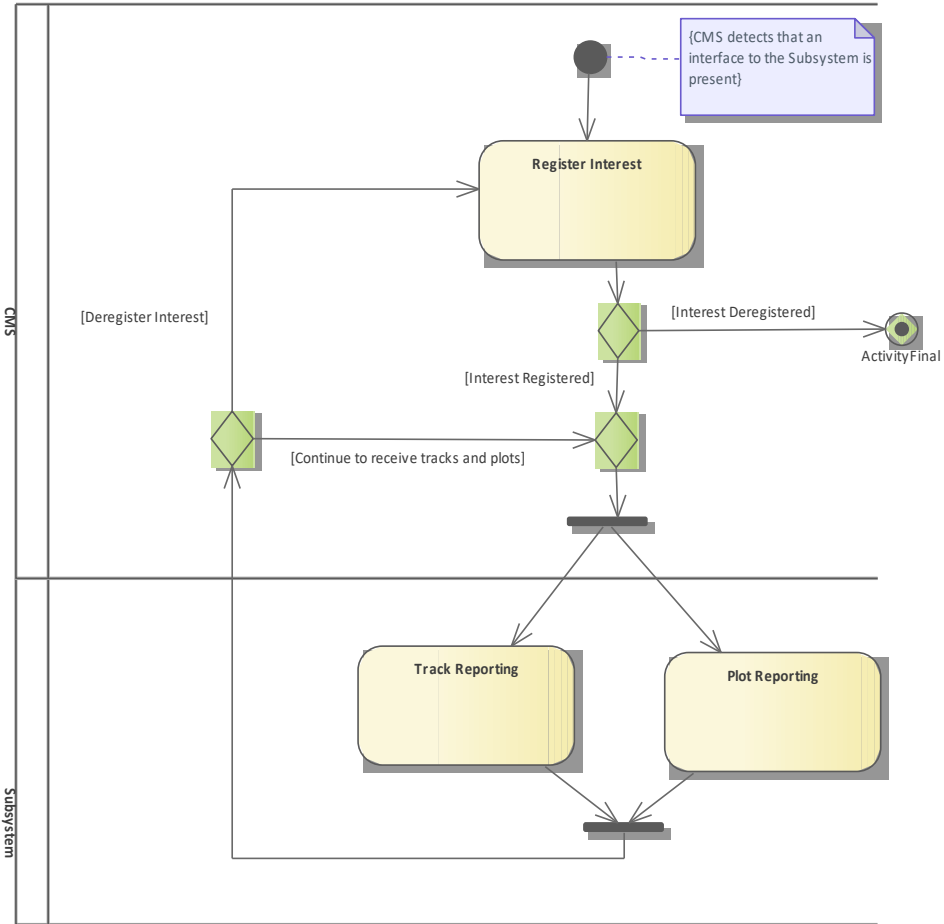 {CMS detects that an
interface to the Subsystem is
present}
Register Interest
[Deregister Interest]
[Interest Deregistered]
ActivityFinal
[Interest Registered]
[Continue to receive tracks and plots]
CMS
Track Reporting
Plot Reporting
Subsystem